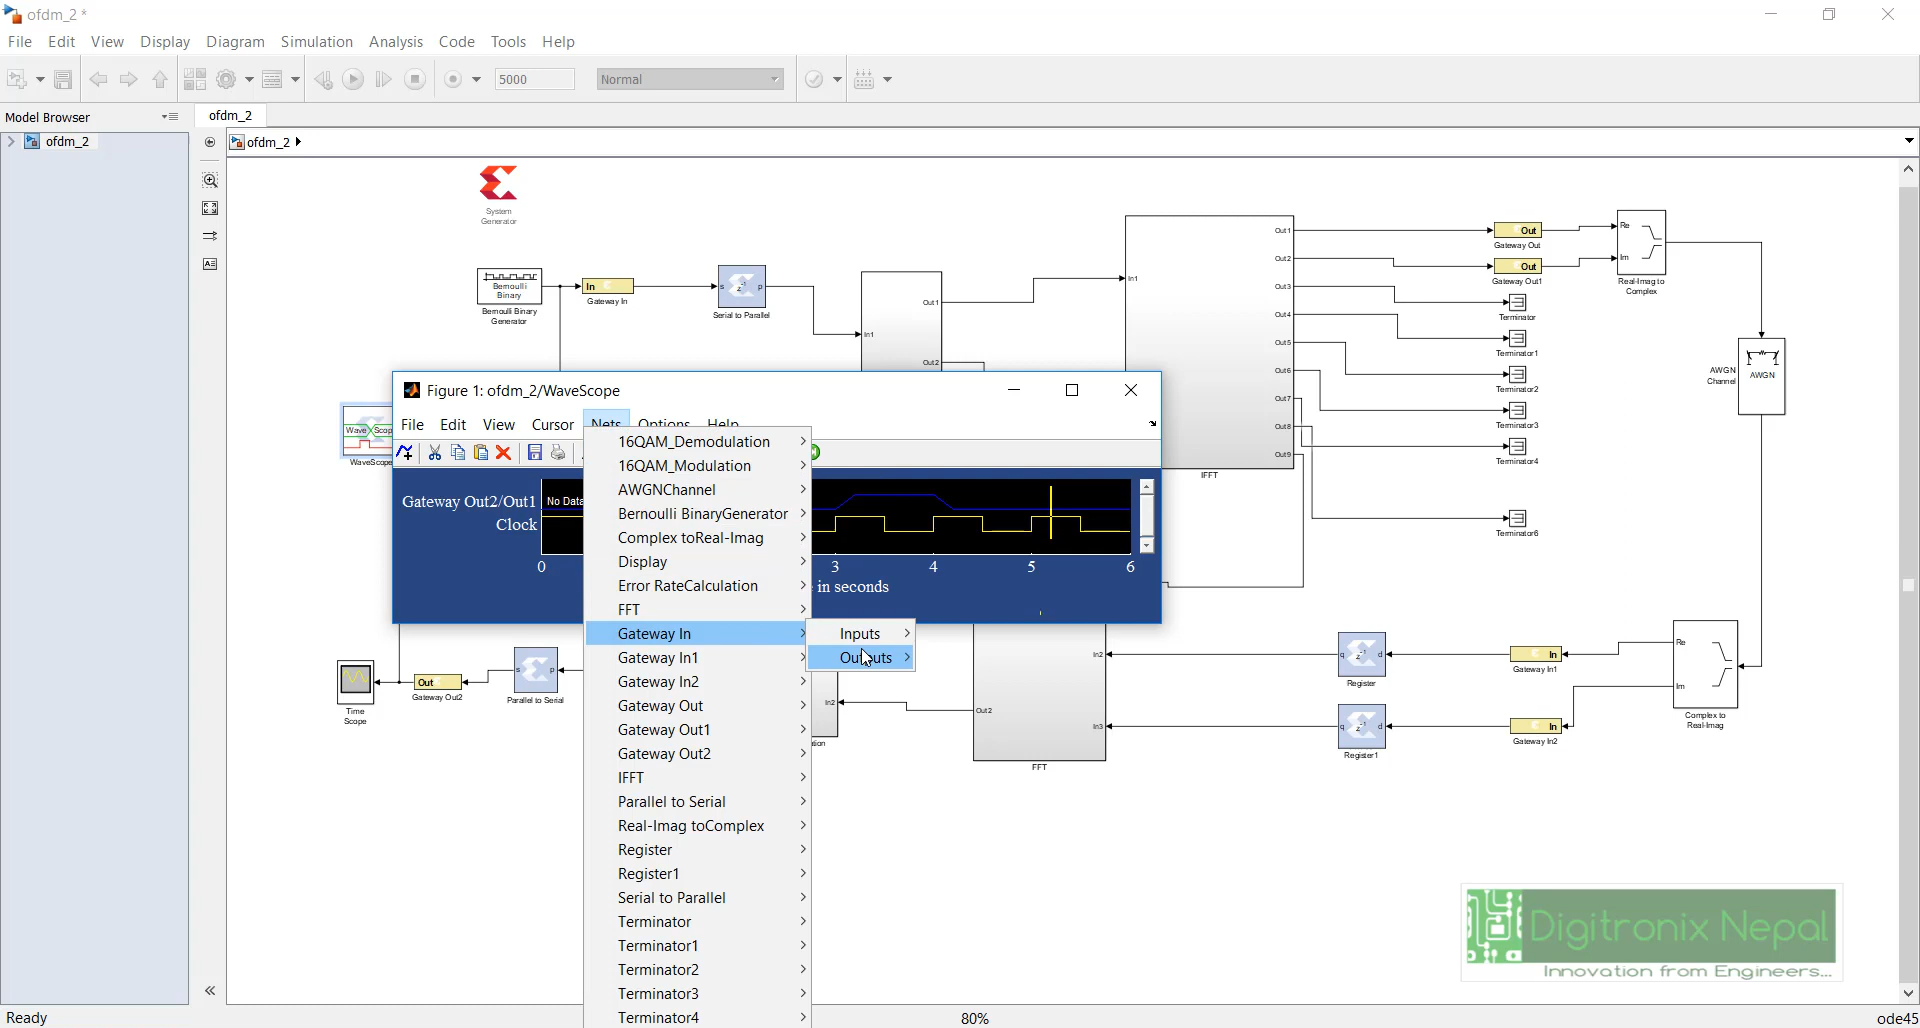 ofdm_2 *
File Edit View Display Diagram Simulation Analysis Code Tools Help
5000
Normal
Model Browser
ofdm_2
ofdm_2
ofdm_2
System
Generator
Bernoulli
Binary
Bernoulli Binary
Generator
In
Gateway In
s z⁻¹ p
Serial to Parallel
In1
Out1
Out2
In1
Out1
Out2
Out3
Out4
Out5
Out6
Out7
Out8
Out9
IFFT
Out
Gateway Out
Out
Gateway Out1
Terminator
Terminator1
Terminator2
Terminator3
Terminator4
Terminator6
Re
Im
Real-Imag to
Complex
AWGN
Channel
AWGN
Wave Scop
WaveScope
Figure 1: ofdm_2/WaveScope
File Edit View Cursor Nets Options Help
Gateway Out2/Out1
No Data
Clock
0 3 4 5 6
in seconds
16QAM_Demodulation
16QAM_Modulation
AWGNChannel
Bernoulli BinaryGenerator
Complex toReal-Imag
Display
Error RateCalculation
FFT
Gateway In
Gateway In1
Gateway In2
Gateway Out
Gateway Out1
Gateway Out2
IFFT
Parallel to Serial
Real-Imag toComplex
Register
Register1
Serial to Parallel
Terminator
Terminator1
Terminator2
Terminator3
Terminator4
Inputs
Outputs
Time
Scope
Out
Gateway Out2
s z⁻¹ p
Parallel to Serial
In2
tion
Out2
In2
In3
FFT
q z⁻¹ d
Register
q z⁻¹ d
Register1
In
Gateway In1
In
Gateway In2
Re
Im
Complex to
Real-Imag
Digitronix Nepal
Innovation from Engineers...
Ready
80%
ode45